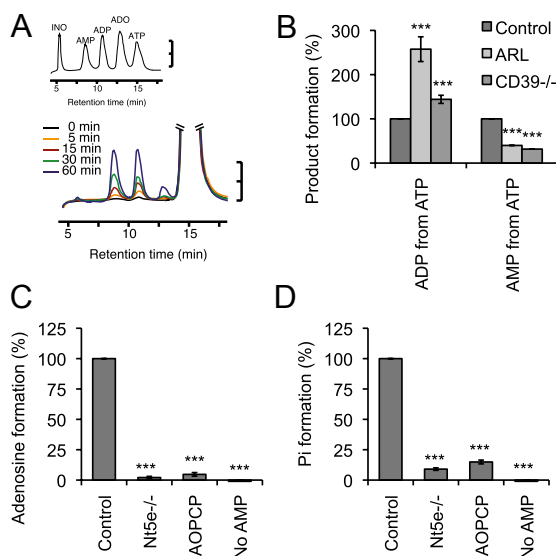 A
INO
AMP
ADP
ADO
ATP
5 10 15
Retention time (min)
0 min
5 min
15 min
30 min
60 min
5 10 15
Retention time (min)
B
Product formation (%)
300
200
100
0
***
***
***
***
Control
ARL
CD39-/-
ADP from ATP
AMP from ATP
C
Adenosine formation (%)
125
100
75
50
25
0
***
***
***
Control
Nt5e-/-
AOPCP
No AMP
D
Pi formation (%)
125
100
75
50
25
0
***
***
***
Control
Nt5e-/-
AOPCP
No AMP